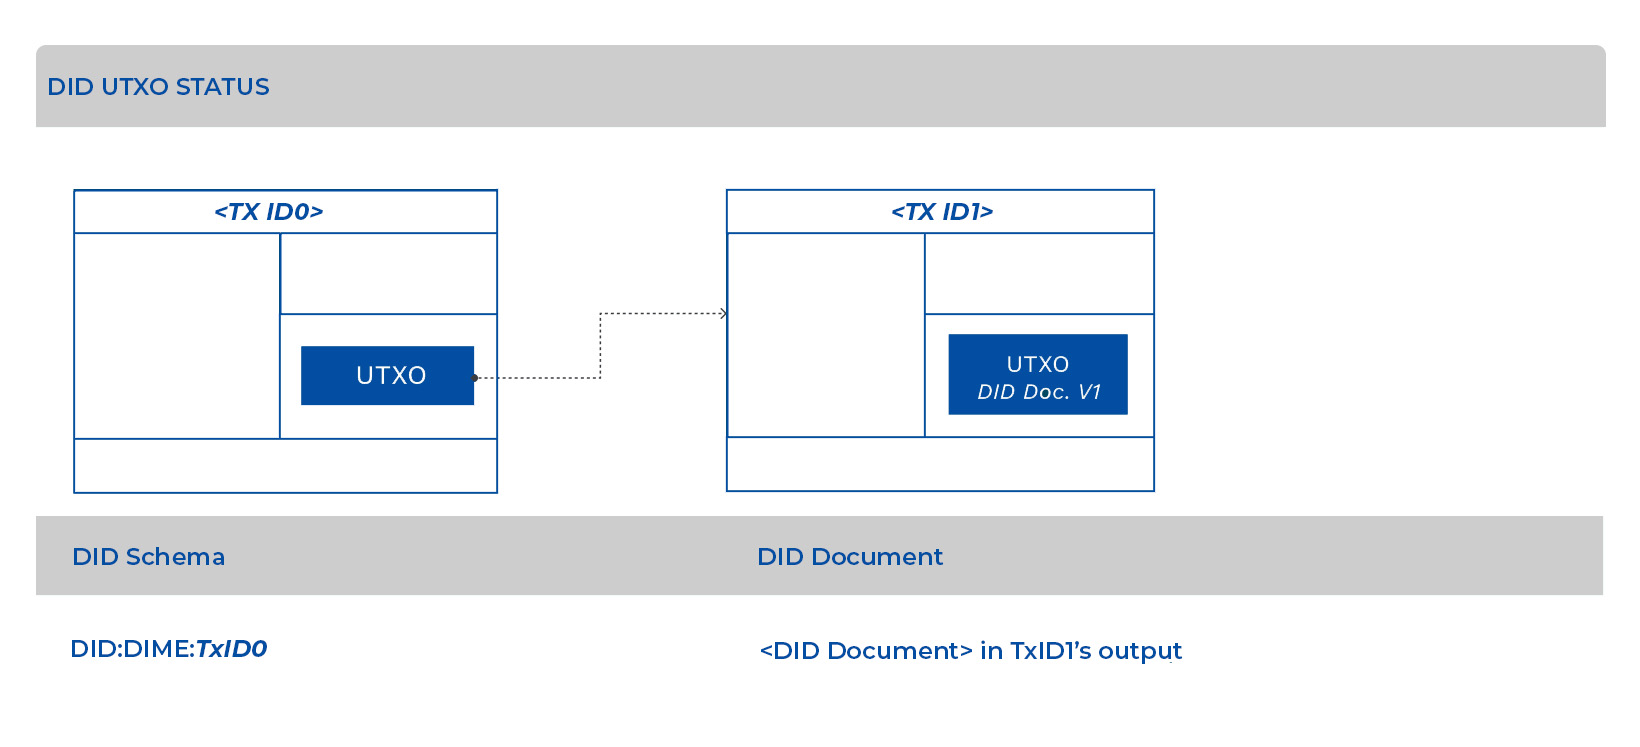 DID UTXO STATUS
<TX ID0>
<TX ID1>
UTXO
UTXO
DID Doc. V1
DID Schema
DID Document
DID:DIME:TxID0
<DID Document> in TxID1’s output